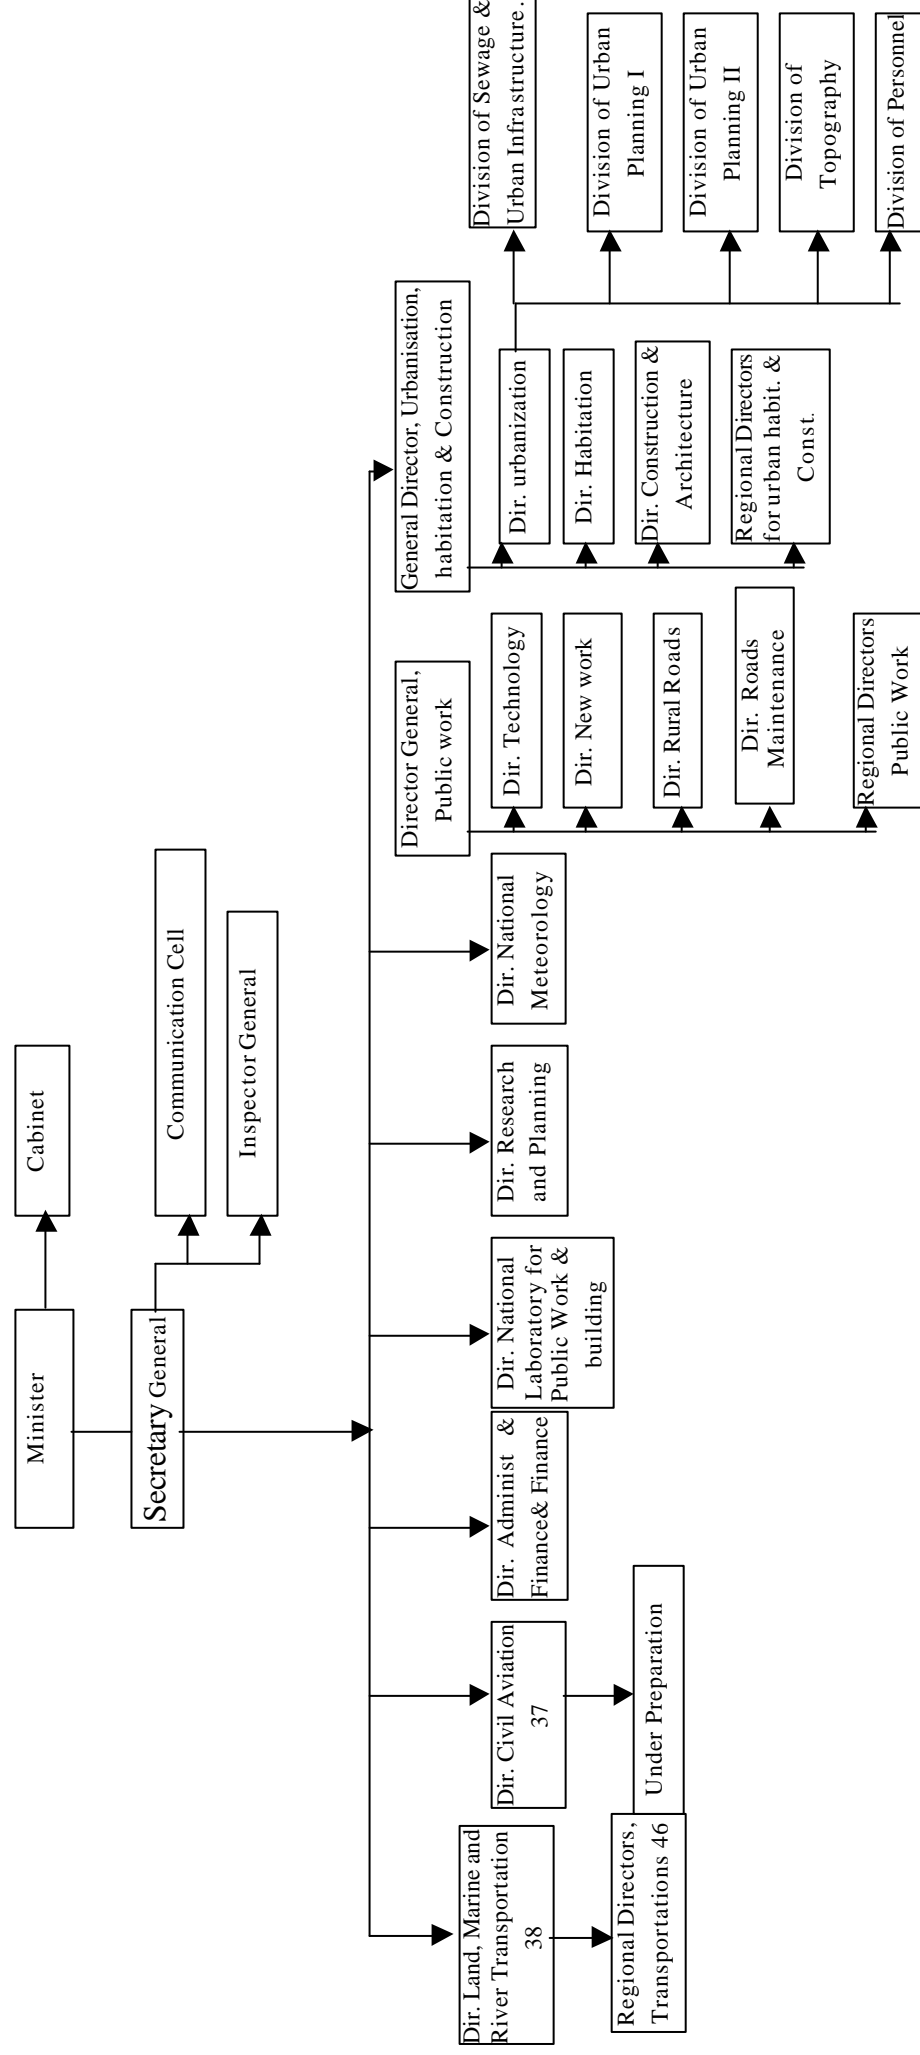 Minister
Cabinet
Secretary General
Communication Cell
Inspector General
Dir. Land, Marine and
River Transportation
38
Regional Directors,
Transportations 46
Dir. Civil Aviation
37
Under Preparation
Dir. Administ &
Finance& Finance
Dir. National
Laboratory for
Public Work &
building
Dir. Research
and Planning
Dir. National
Meteorology
Director General,
Public work
Dir. Technology
Dir. New work
Dir. Rural Roads
Dir. Roads
Maintenance
Regional Directors
Public Work
General Director, Urbanisation,
habitation & Construction
Dir. urbanization
Dir. Habitation
Dir. Construction &
Architecture
Regional Directors
for urban habit. &
Const.
Division of Sewage &
Urban Infrastructure.
Division of Urban
Planning I
Division of Urban
Planning II
Division of
Topography
Division of Personnel